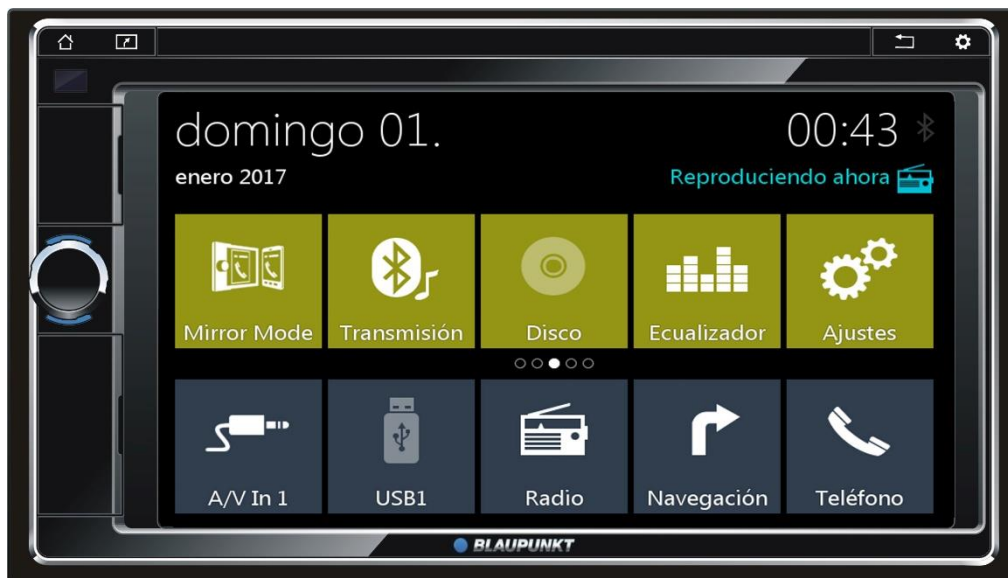 domingo 01.
00:43
enero 2017
Reproduciendo ahora
Mirror Mode
Transmisión
Disco
Ecualizador
Ajustes
A/V In 1
USB1
Radio
Navegación
Teléfono
BLAUPUNKT